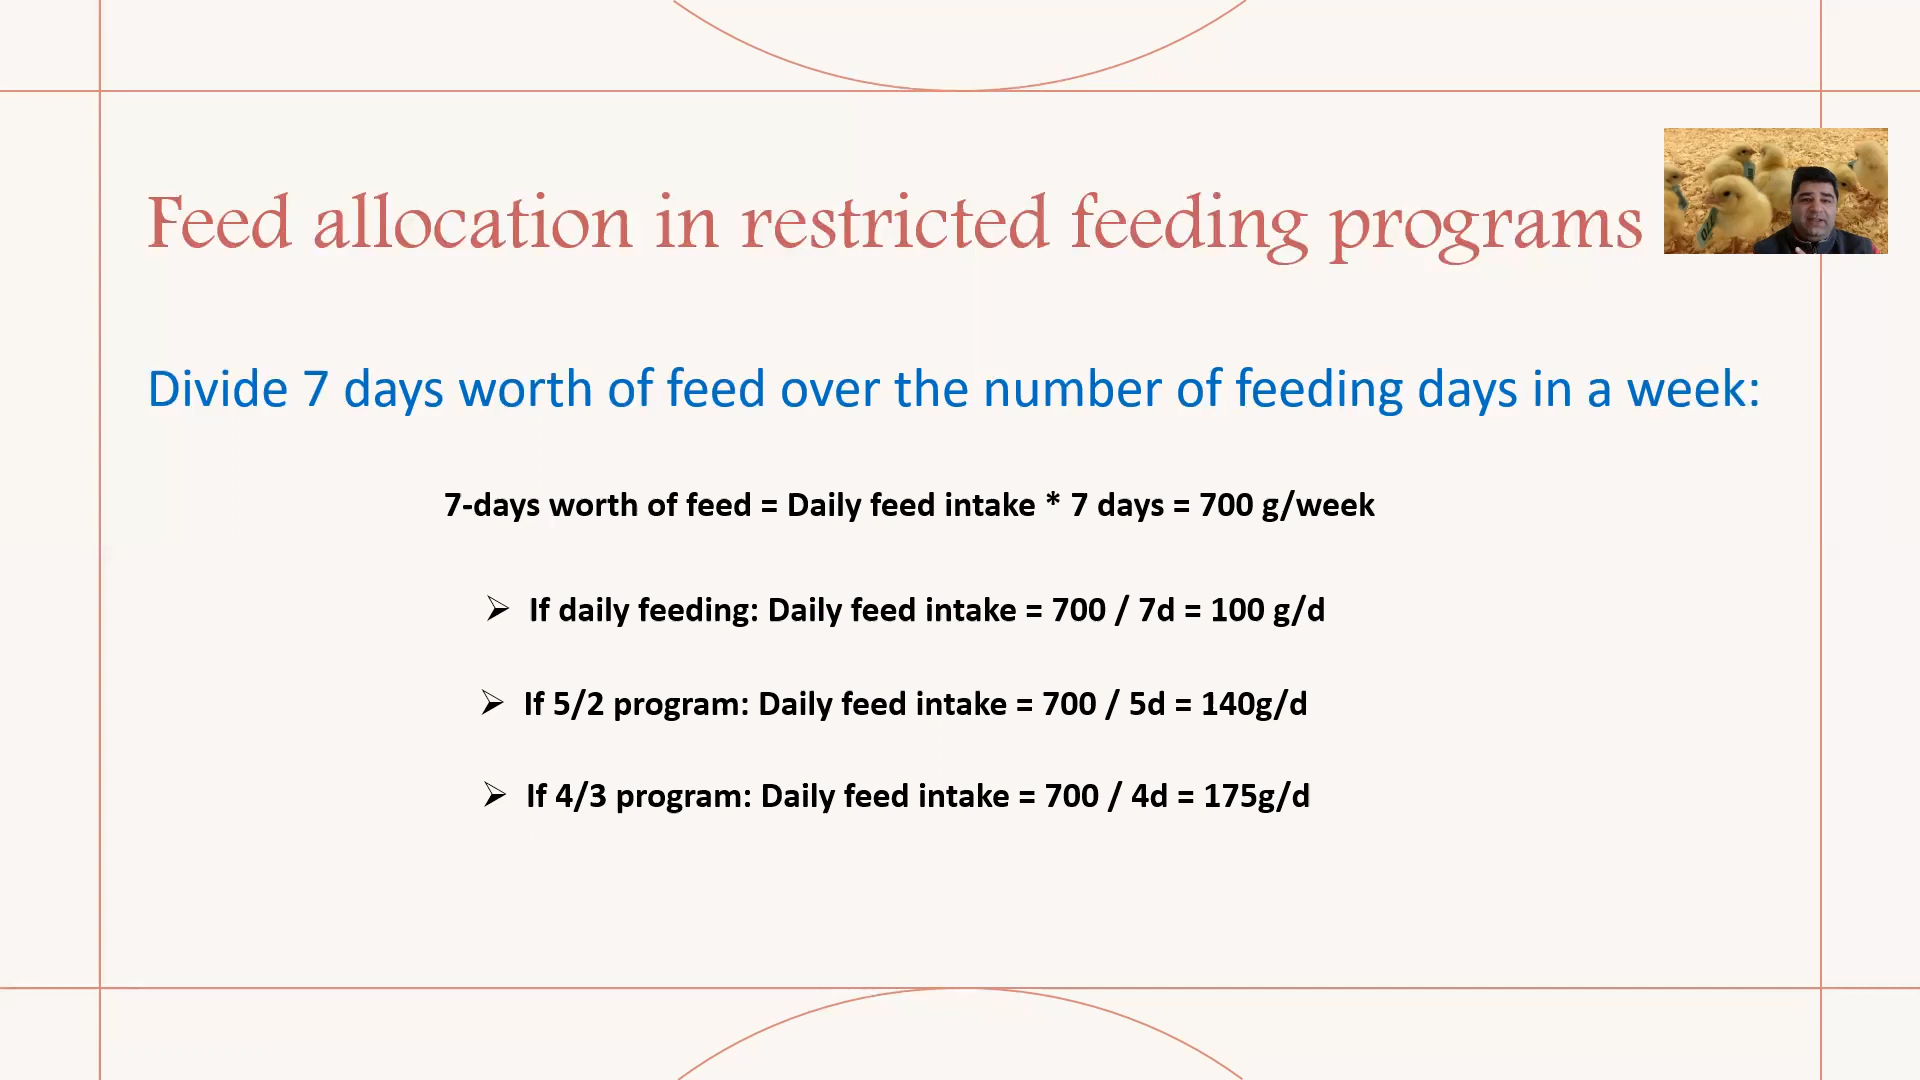 Feed allocation in restricted feeding programs
Divide 7 days worth of feed over the number of feeding days in a week:
7-days worth of feed = Daily feed intake * 7 days = 700 g/week
➢ If daily feeding: Daily feed intake = 700 / 7d = 100 g/d
➢ If 5/2 program: Daily feed intake = 700 / 5d = 140g/d
➢ If 4/3 program: Daily feed intake = 700 / 4d = 175g/d